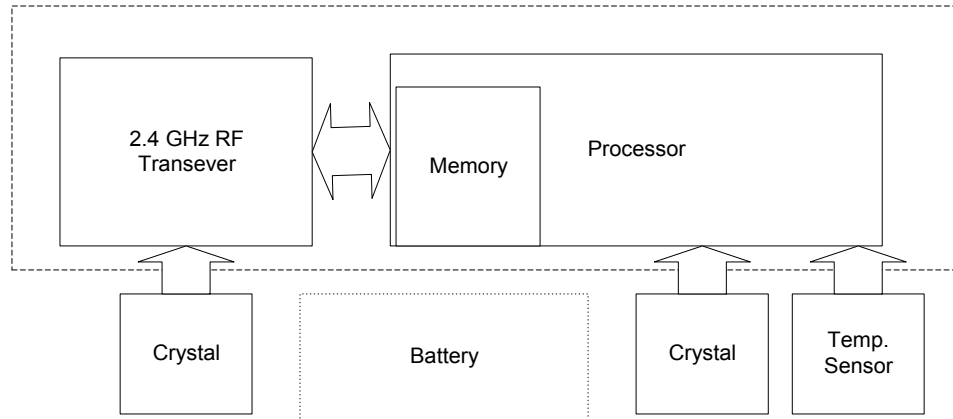 2.4 GHz RF
Transever
Memory
Processor
Crystal
Battery
Crystal
Temp.
Sensor